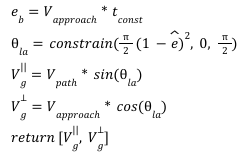 e_b = V_approach * t_const
θ_la = constrain(π/2 (1 − ê)², 0, π/2)
V_g^|| = V_path * sin(θ_la)
V_g^⊥ = V_approach * cos(θ_la)
return [V_g^||, V_g^⊥]